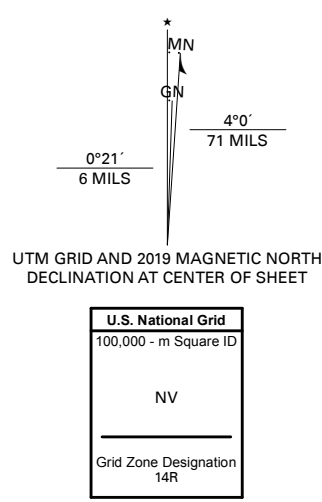 ★
MN
GN
4°0´
71 MILS
0°21´
6 MILS
UTM GRID AND 2019 MAGNETIC NORTH
DECLINATION AT CENTER OF SHEET
U.S. National Grid
100,000 - m Square ID
NV
Grid Zone Designation
14R